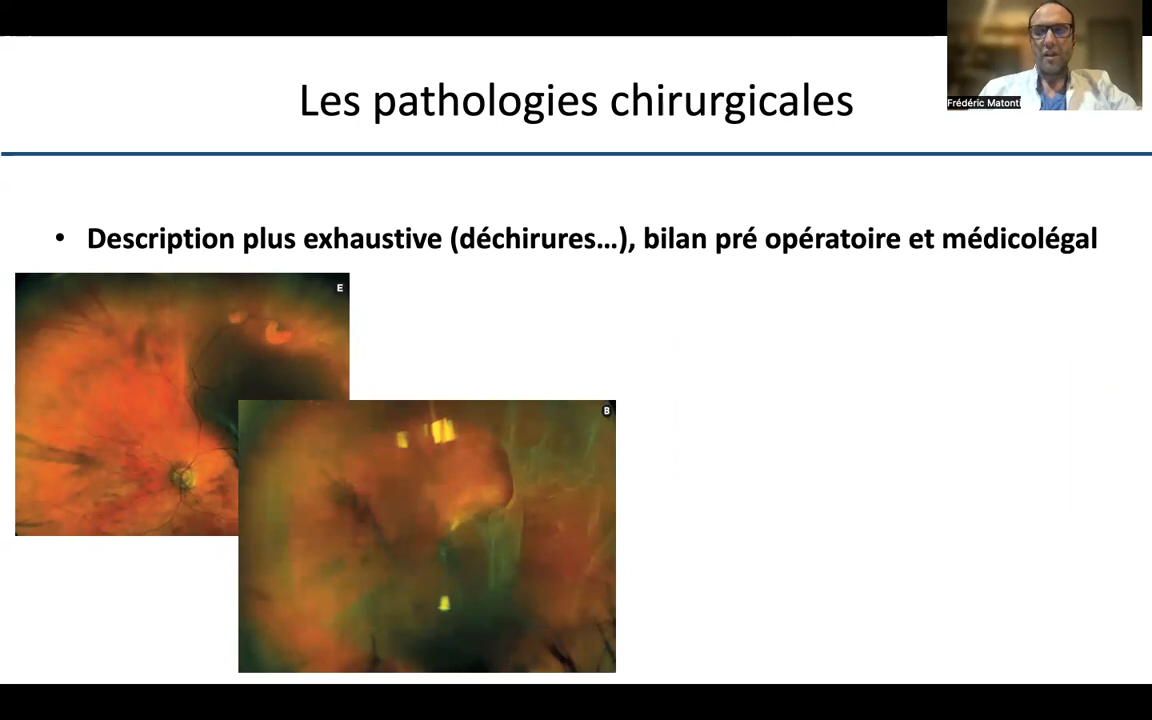 Les pathologies chirurgicales
Frédéric Matonti
• Description plus exhaustive (déchirures…), bilan pré opératoire et médicolégal
E
B